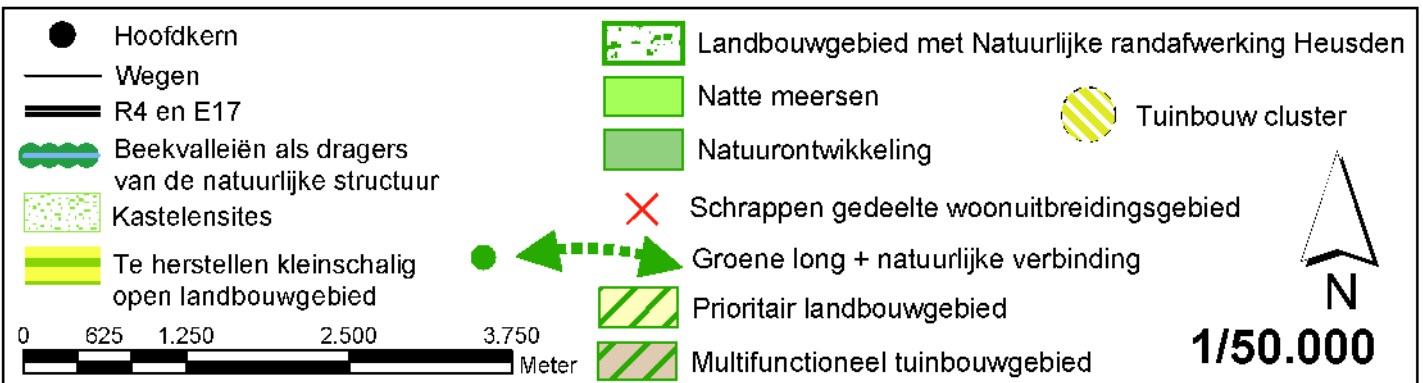 Hoofdkern
Wegen
R4 en E17
Beekvalleiën als dragers
van de natuurlijke structuur
Kastelensites
Te herstellen kleinschalig
open landbouwgebied
0 625 1.250 2.500 3.750
Meter
Landbouwgebied met Natuurlijke randafwerking Heusden
Natte meersen
Natuurontwikkeling
Schrappen gedeelte woonuitbreidingsgebied
Groene long + natuurlijke verbinding
Prioritair landbouwgebied
Multifunctioneel tuinbouwgebied
Tuinbouw cluster
N
1/50.000